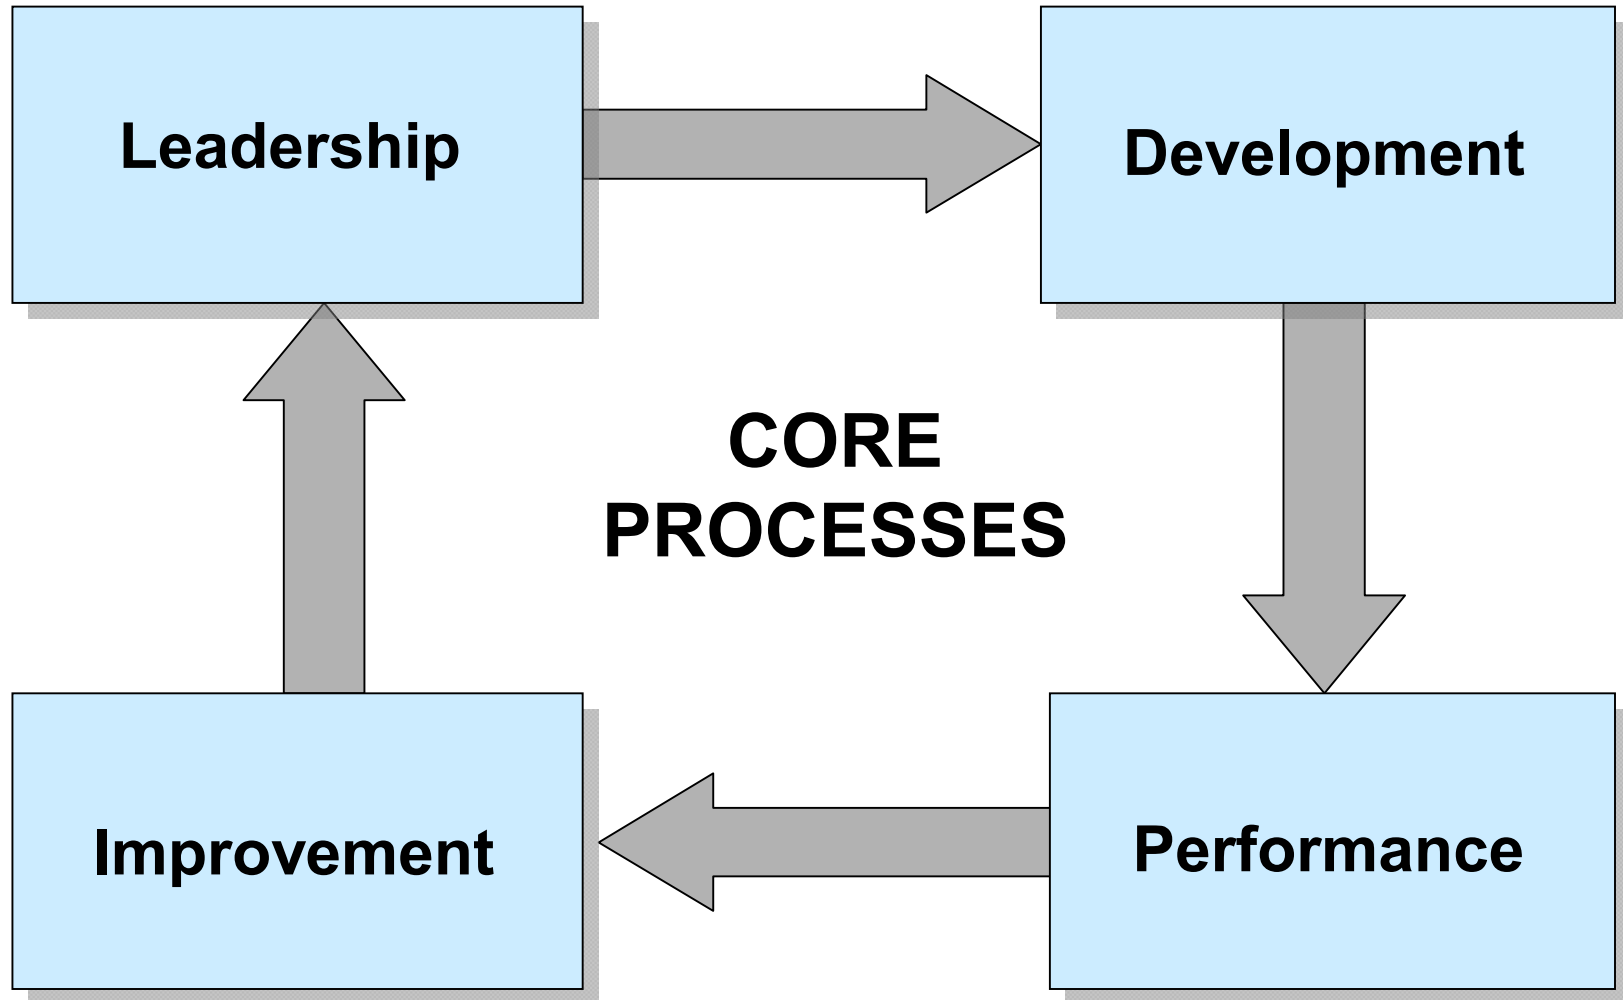 Leadership
Development
CORE
PROCESSES
Improvement
Performance